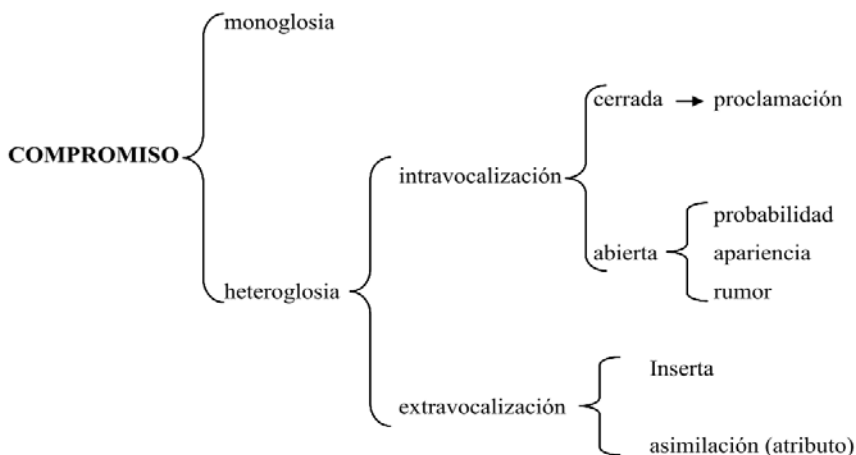 monoglosia
cerrada → proclamación
COMPROMISO
intravocalización
probabilidad
abierta
apariencia
heteroglosia
rumor
Inserta
extravocalización
asimilación (atributo)